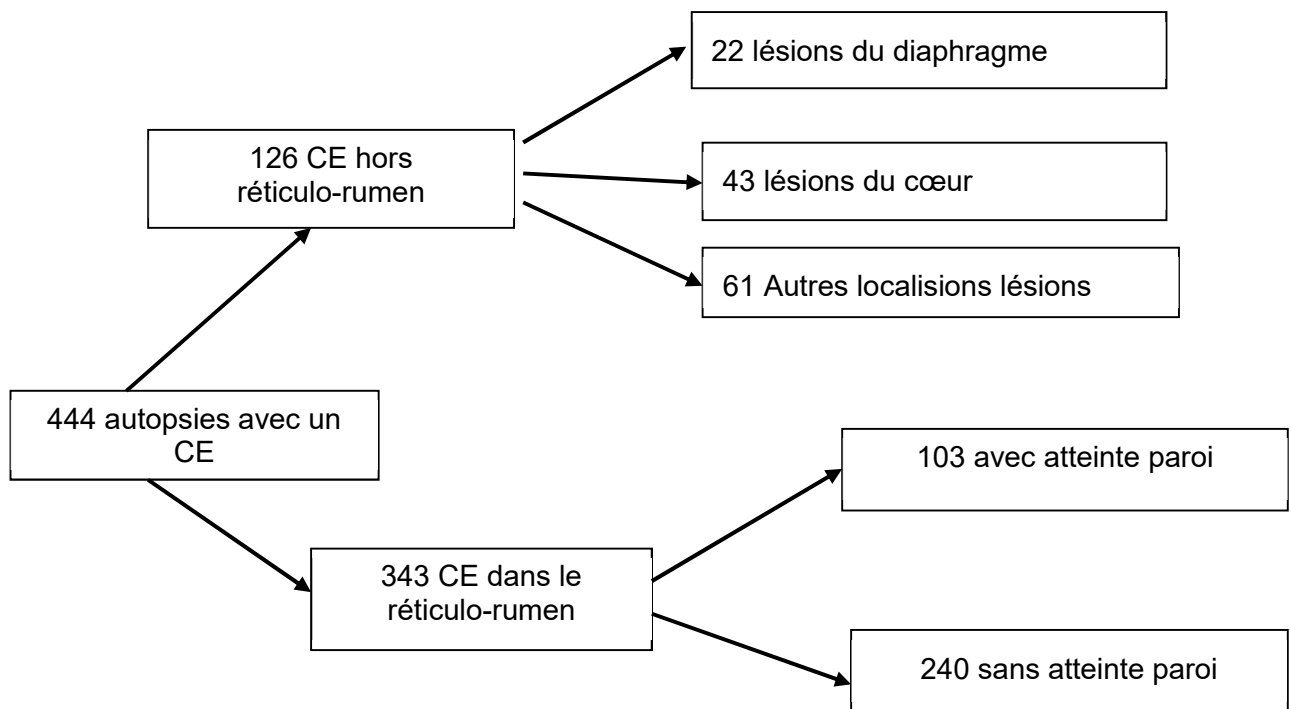 22 lésions du diaphragme
126 CE hors
réticulo-rumen
43 lésions du cœur
61 Autres localisions lésions
444 autopsies avec un
CE
103 avec atteinte paroi
343 CE dans le
réticulo-rumen
240 sans atteinte paroi